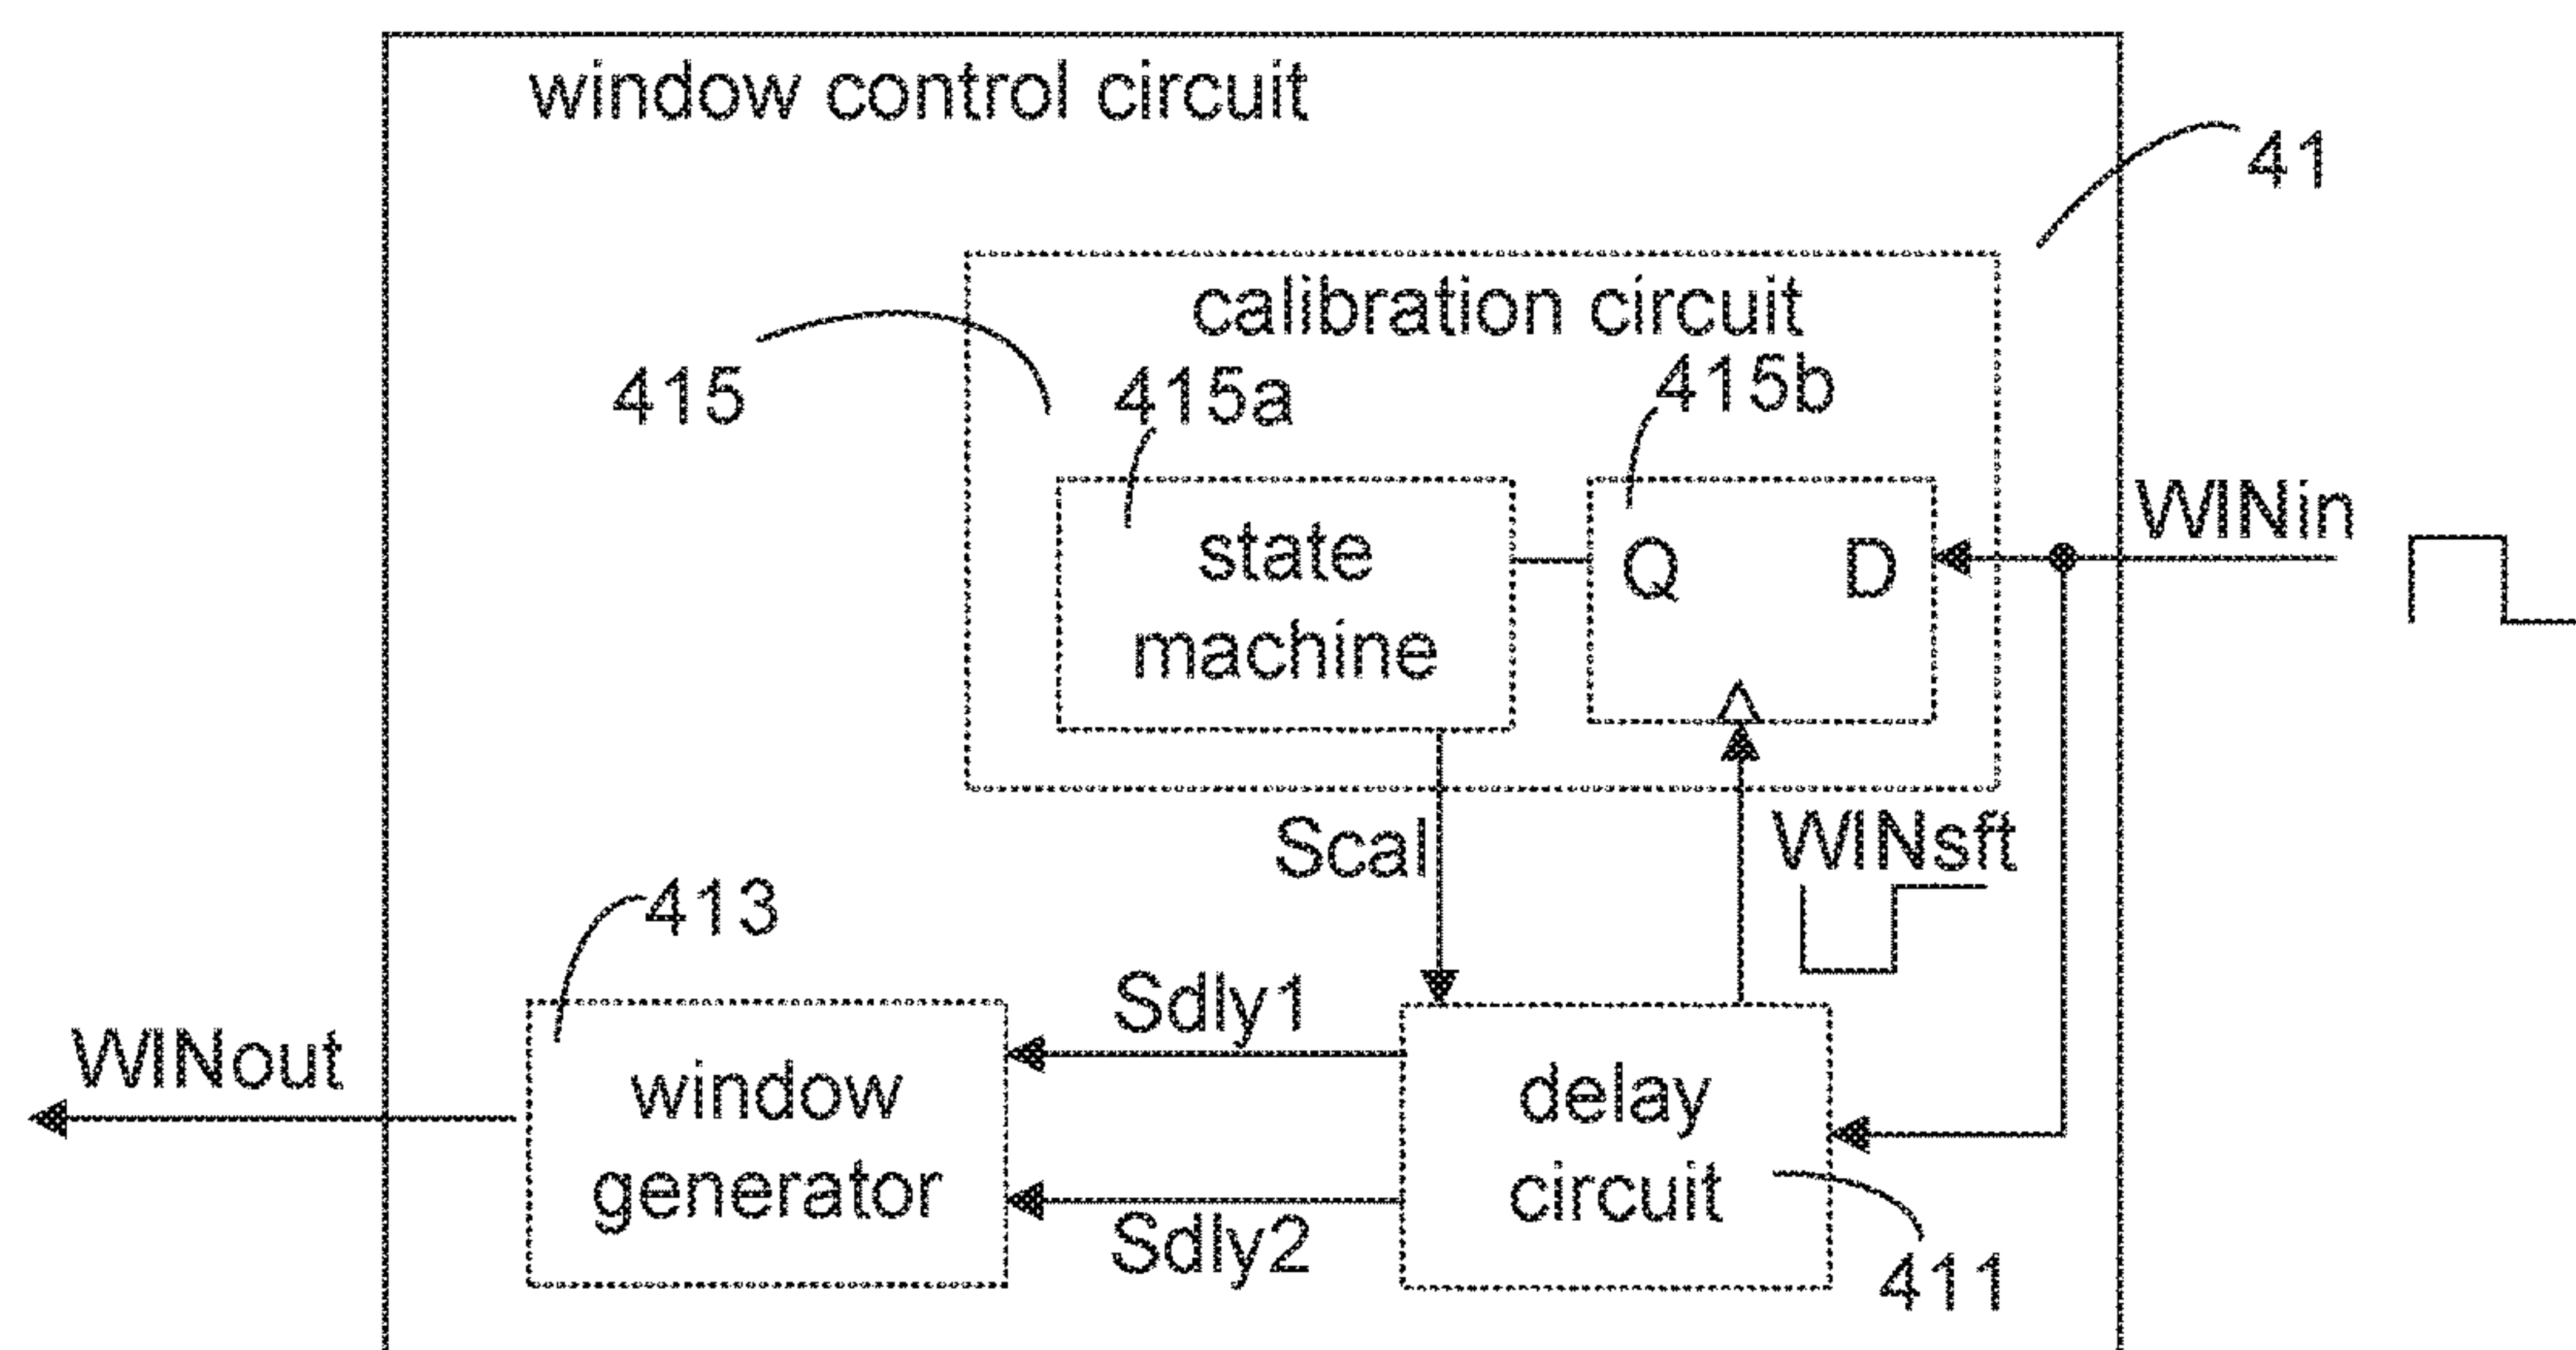 window control circuit
41
calibration circuit
415
415a
415b
WINin
state
machine
Q
D
Scal
WINsft
413
Sdly1
WINout
window
generator
delay
circuit
Sdly2
411